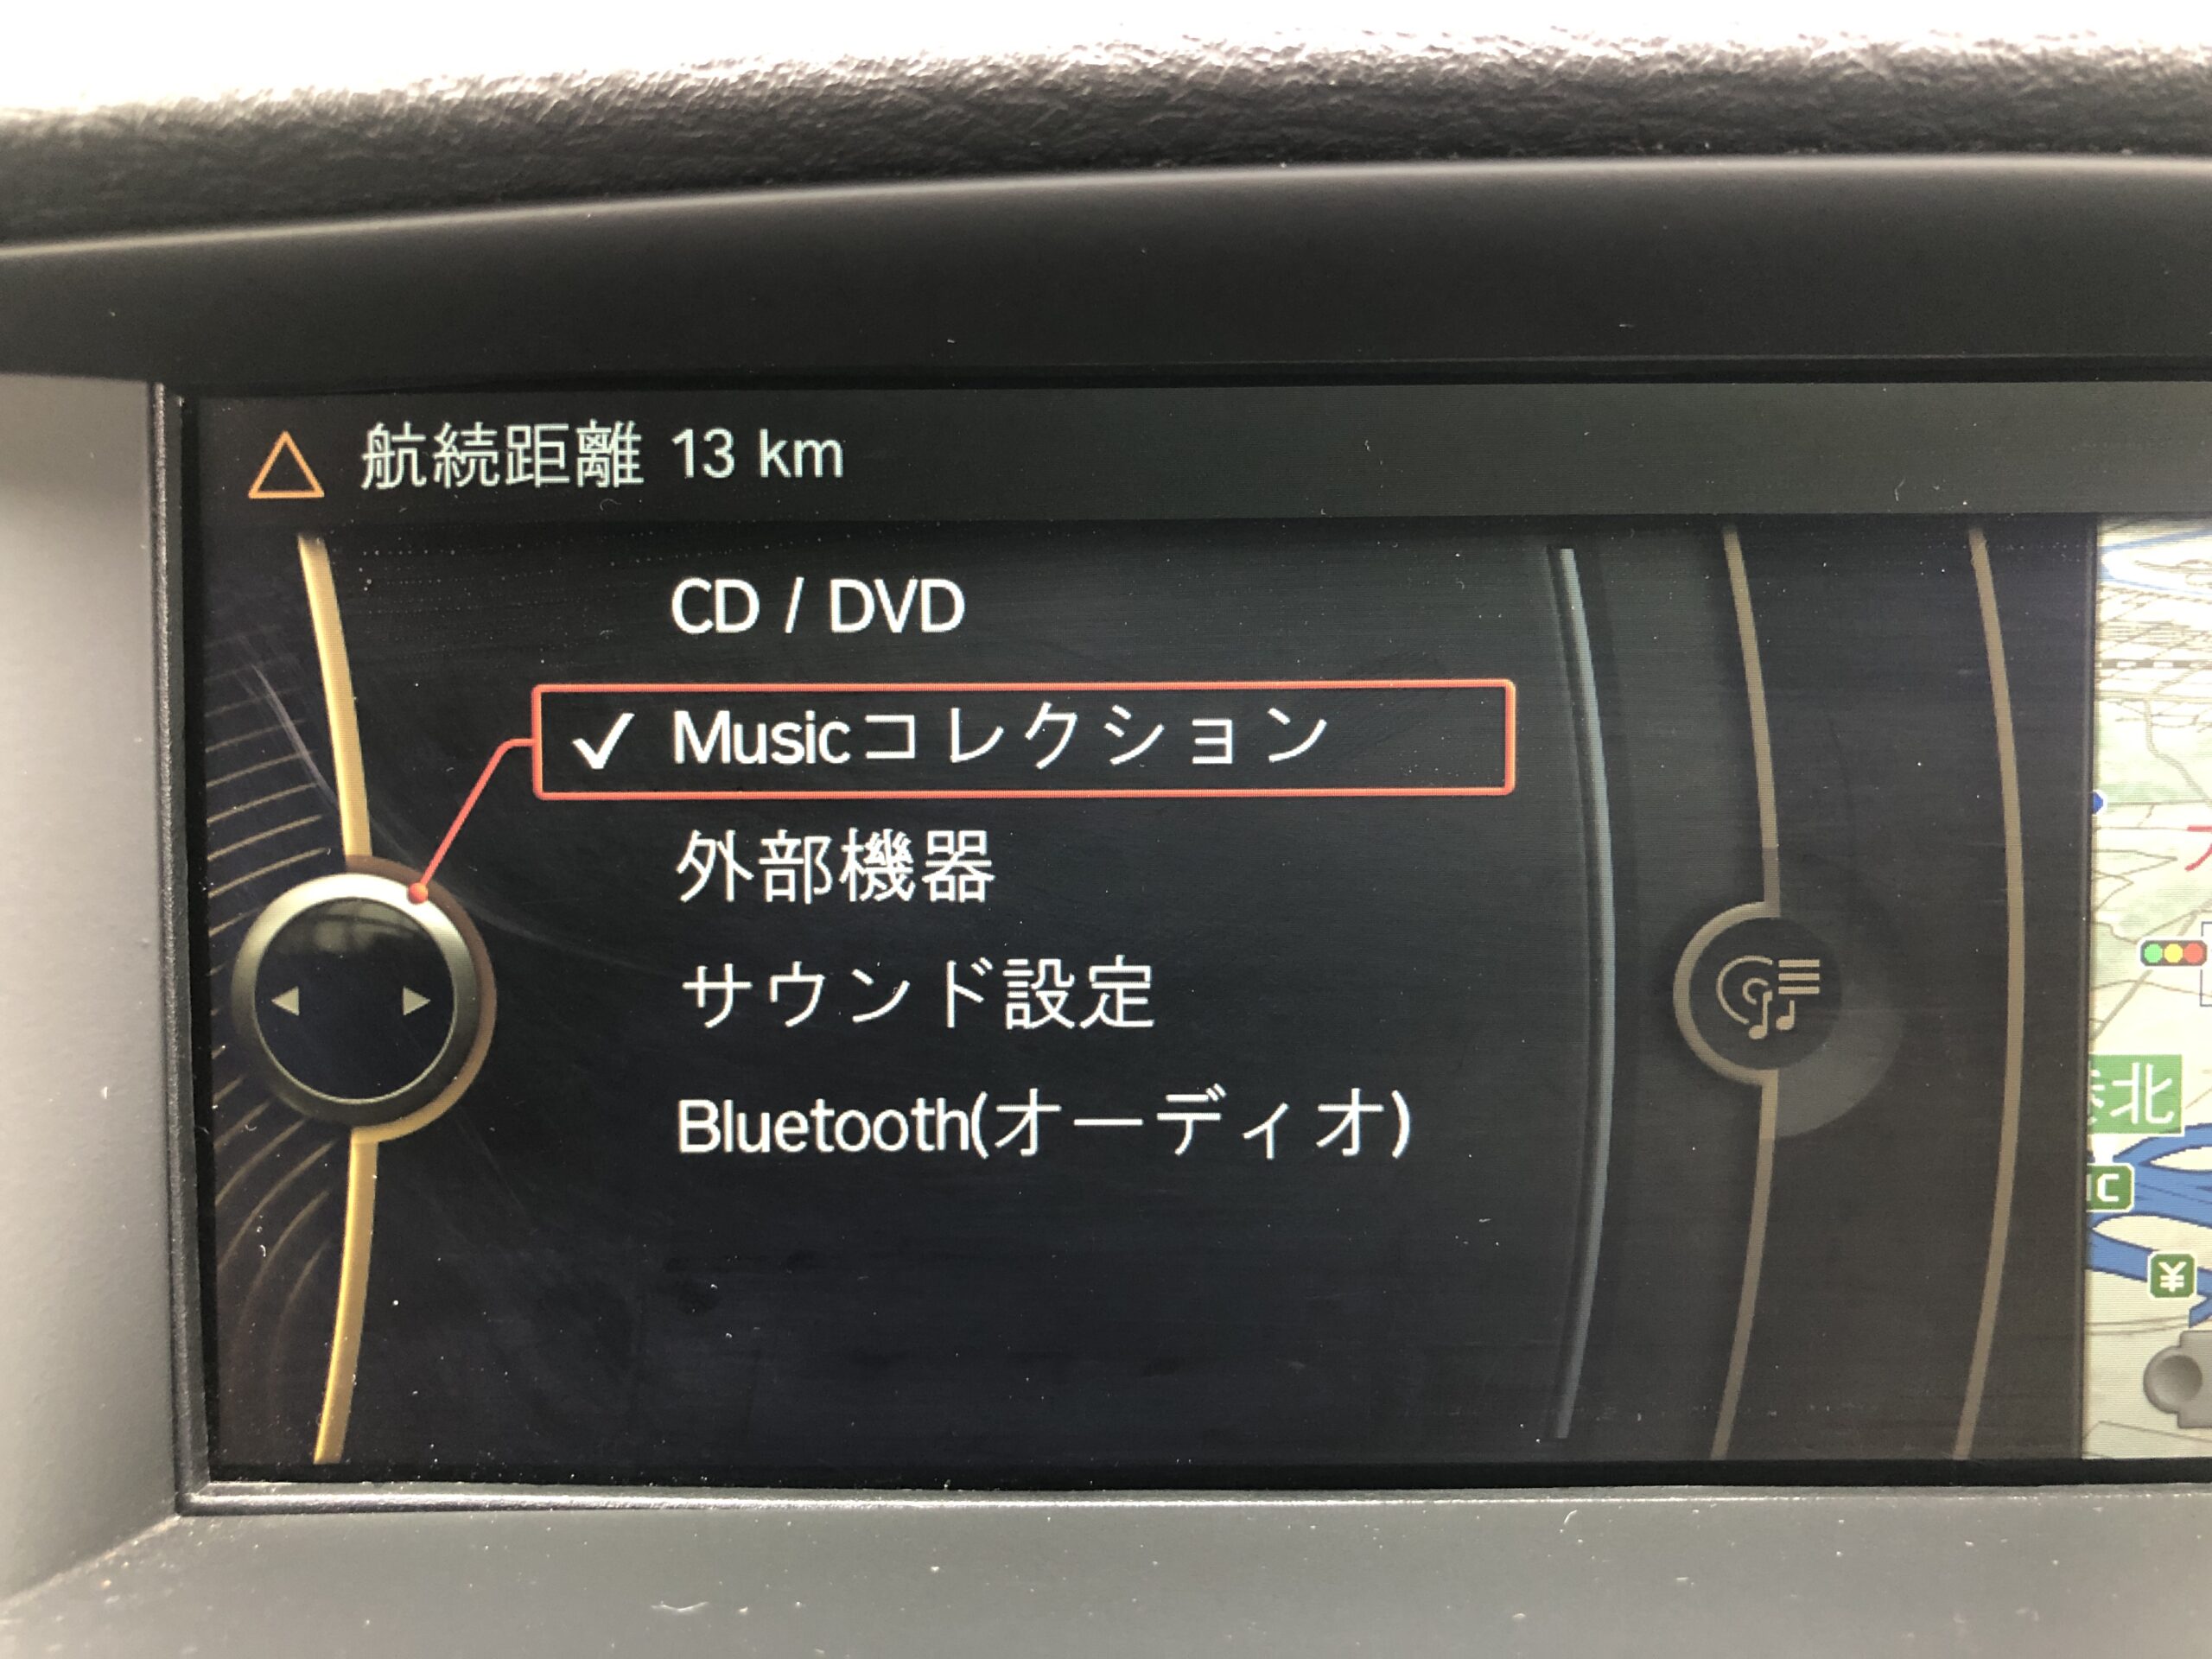 航続距離 13 km
CD / DVD
✓ Musicコレクション
外部機器
サウンド設定
Bluetooth(オーディオ)
北
C
¥